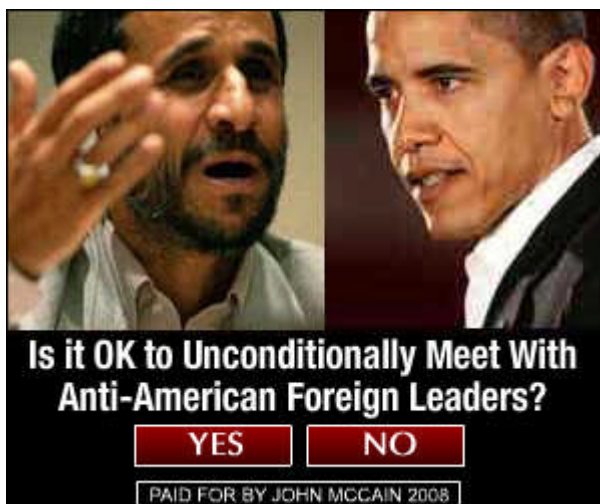 Is it OK to Unconditionally Meet With
Anti-American Foreign Leaders?
YES NO
PAID FOR BY JOHN MCCAIN 2008